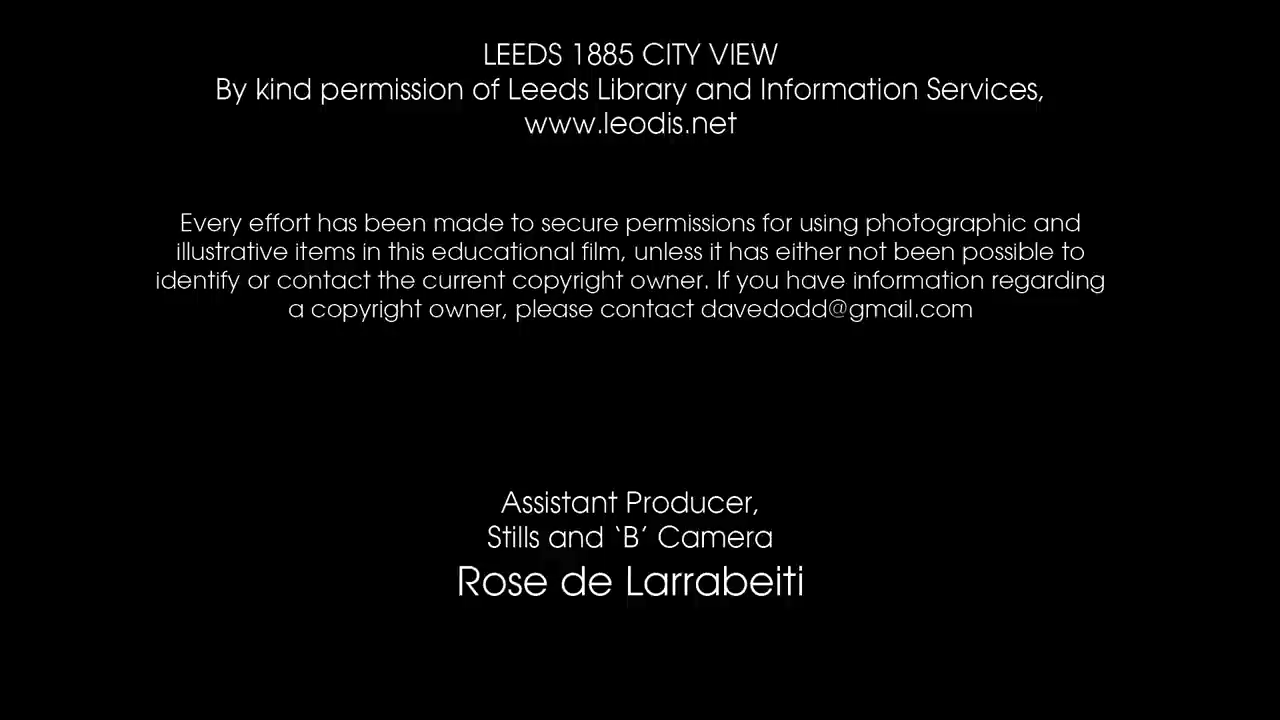 LEEDS 1885 CITY VIEW
By kind permission of Leeds Library and Information Services,
www.leodis.net
Every effort has been made to secure permissions for using photographic and
illustrative items in this educational film, unless it has either not been possible to
identify or contact the current copyright owner. If you have information regarding
a copyright owner, please contact davedodd@gmail.com
Assistant Producer,
Stills and ‘B’ Camera
Rose de Larrabeiti